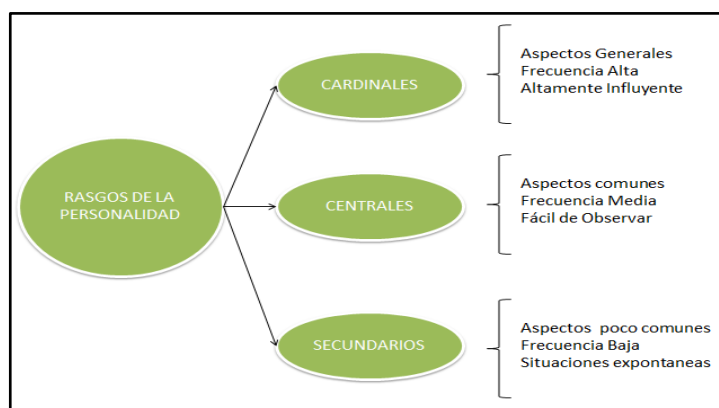 RASGOS DE LA
PERSONALIDAD
CARDINALES
Aspectos Generales
Frecuencia Alta
Altamente Influyente
CENTRALES
Aspectos comunes
Frecuencia Media
Fácil de Observar
SECUNDARIOS
Aspectos poco comunes
Frecuencia Baja
Situaciones expontaneas